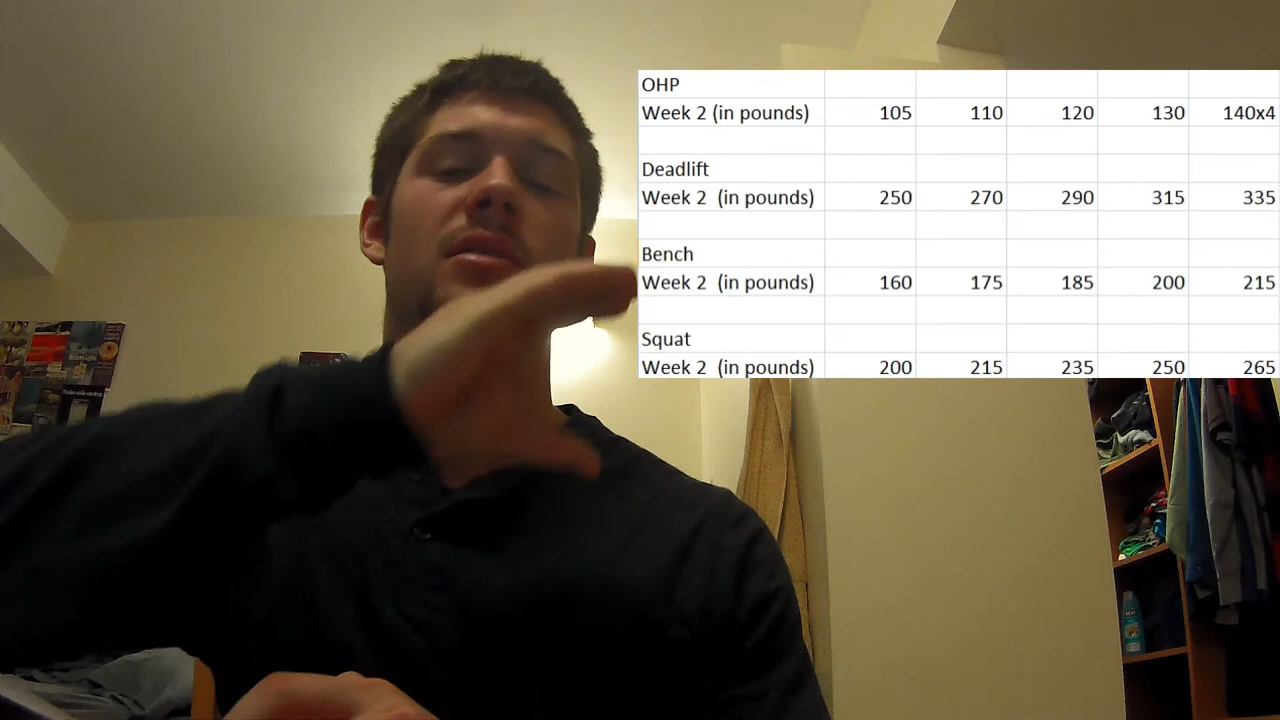 OHP
Week 2 (in pounds) 105 110 120 130 140x4
Deadlift
Week 2 (in pounds) 250 270 290 315 335
Bench
Week 2 (in pounds) 160 175 185 200 215
Squat
Week 2 (in pounds) 200 215 235 250 265